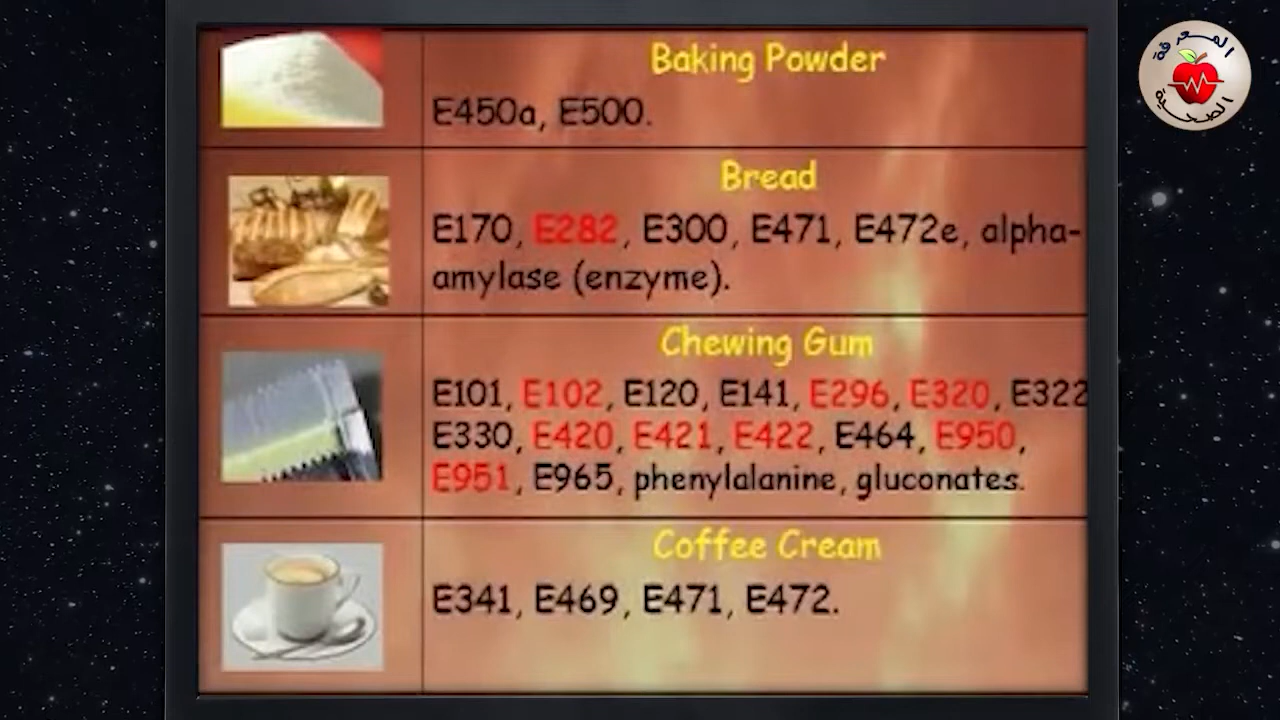 Baking Powder
E450a, E500.
Bread
E170, E282, E300, E471, E472e, alpha-
amylase (enzyme).
Chewing Gum
E101, E102, E120, E141, E296, E320, E322
E330, E420, E421, E422, E464, E950,
E951, E965, phenylalanine, gluconates.
Coffee Cream
E341, E469, E471, E472.
المعرفة
الصحية